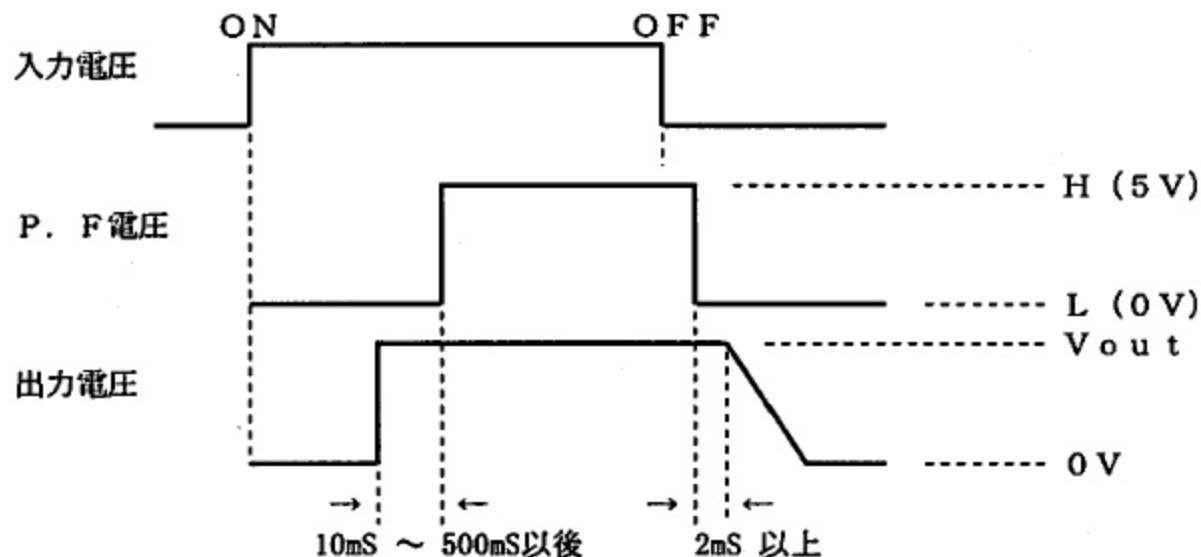 ON
OFF
入力電圧
H (5V)
P. F電圧
L (0V)
Vout
出力電圧
0V
10mS ~ 500mS以後
2mS 以上